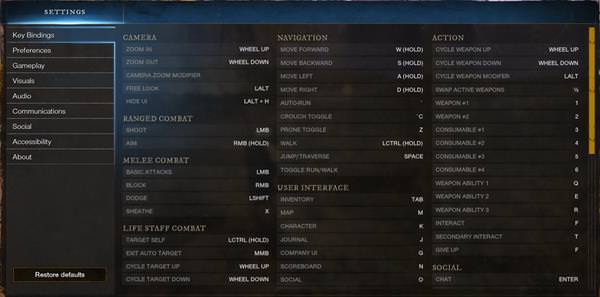 SETTINGS
Key Bindings
Preferences
Gameplay
Visuals
Audio
Communications
Social
Accessibility
About
Restore defaults
CAMERA
ZOOM IN WHEEL UP
ZOOM OUT WHEEL DOWN
CAMERA ZOOM MODIFIER
FREE LOOK LALT
HIDE UI LALT + H
RANGED COMBAT
SHOOT LMB
AIM RMB (HOLD)
MELEE COMBAT
BASIC ATTACKS LMB
BLOCK RMB
DODGE LSHIFT
SHEATHE X
LIFE STAFF COMBAT
TARGET SELF LCTRL (HOLD)
EXIT AUTO TARGET MMB
CYCLE TARGET UP WHEEL UP
CYCLE TARGET DOWN WHEEL DOWN
NAVIGATION
MOVE FORWARD W (HOLD)
MOVE BACKWARD S (HOLD)
MOVE LEFT A (HOLD)
MOVE RIGHT D (HOLD)
AUTO-RUN
CROUCH TOGGLE ˆC
PRONE TOGGLE Z
WALK LCTRL (HOLD)
JUMP/TRAVERSE SPACE
TOGGLE RUN/WALK
USER INTERFACE
INVENTORY TAB
MAP M
CHARACTER K
JOURNAL J
COMPANY UI G
SCOREBOARD N
SOCIAL O
ACTION
CYCLE WEAPON UP WHEEL UP
CYCLE WEAPON DOWN WHEEL DOWN
CYCLE WEAPON MODIFER LALT
SWAP ACTIVE WEAPONS ½
WEAPON #1 1
WEAPON #2 2
CONSUMABLE #1 3
CONSUMABLE #2 4
CONSUMABLE #3 5
CONSUMABLE #4 6
WEAPON ABILITY 1 Q
WEAPON ABILITY 2 E
WEAPON ABILITY 3 R
INTERACT F
SECONDARY INTERACT T
GIVE UP F
SOCIAL
CHAT ENTER